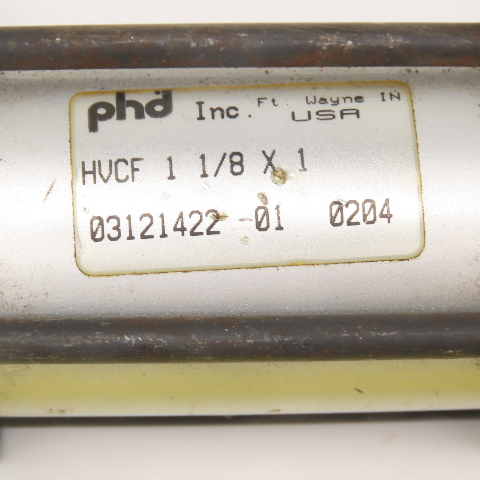 phd Inc. Ft. Wayne IN
USA
HVCF 1 1/8 X 1
03121422-01 0204